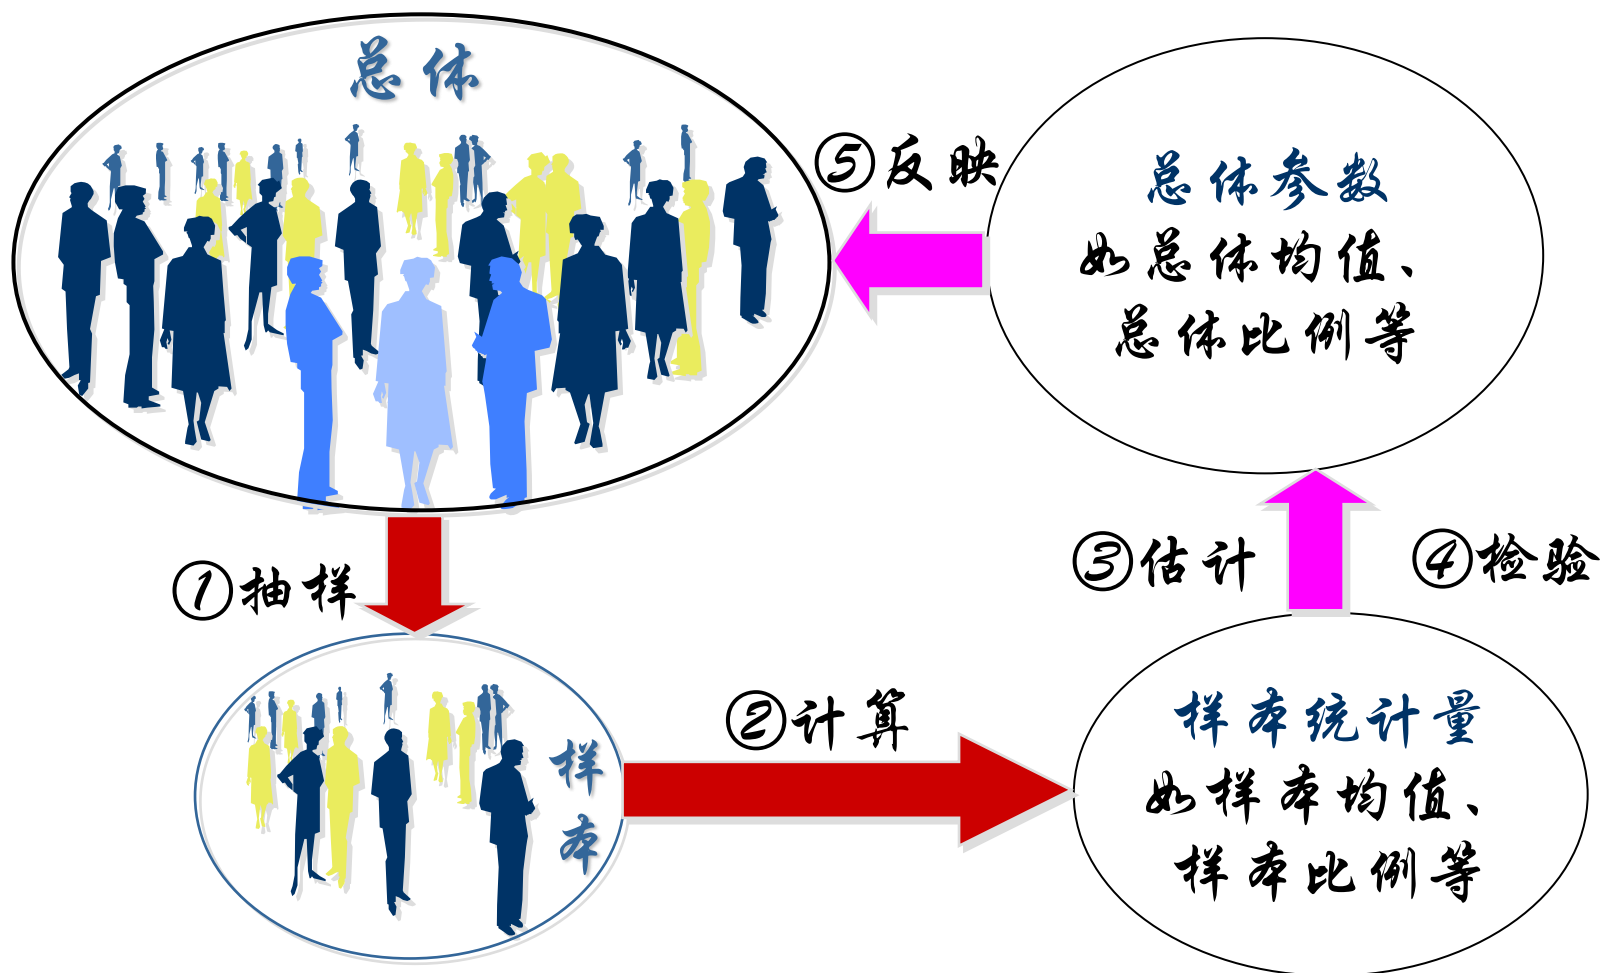 总体
⑤反映
总体参数
如总体均值、
总体比例等
①抽样
③估计
④检验
样
本
②计算
样本统计量
如样本均值、
样本比例等